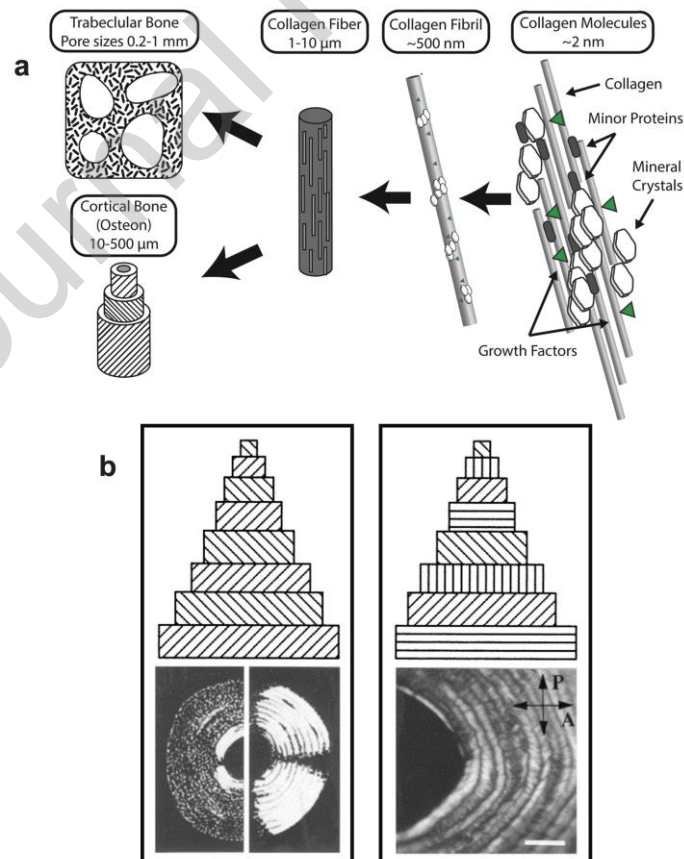 Trabeclular Bone
Pore sizes 0.2-1 mm
Collagen Fiber
1-10 µm
Collagen Fibril
~500 nm
Collagen Molecules
~2 nm
a
Collagen
Minor Proteins
Mineral
Crystals
Cortical Bone
(Osteon)
10-500 µm
Growth Factors
b
P
A